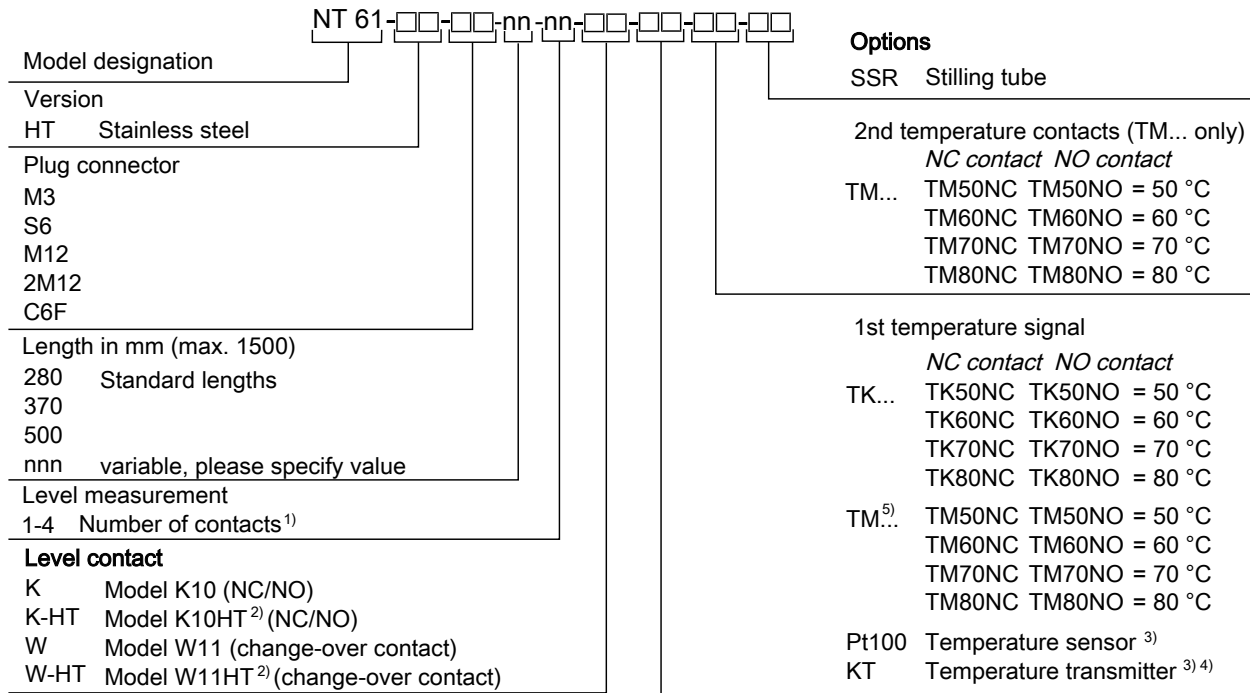 NT 61-□□-□□-nn-nn-□□-□□-□□-□□
Model designation
Version
HT Stainless steel
Plug connector
M3
S6
M12
2M12
C6F
Length in mm (max. 1500)
280 Standard lengths
370
500
nnn variable, please specify value
Level measurement
1-4 Number of contacts 1)
Level contact
K Model K10 (NC/NO)
K-HT Model K10HT 2) (NC/NO)
W Model W11 (change-over contact)
W-HT Model W11HT 2) (change-over contact)
Options
SSR Stilling tube
2nd temperature contacts (TM... only)
NC contact NO contact
TM... TM50NC TM50NO = 50 °C
TM60NC TM60NO = 60 °C
TM70NC TM70NO = 70 °C
TM80NC TM80NO = 80 °C
1st temperature signal
NC contact NO contact
TK... TK50NC TK50NO = 50 °C
TK60NC TK60NO = 60 °C
TK70NC TK70NO = 70 °C
TK80NC TK80NO = 80 °C
TM... 5) TM50NC TM50NO = 50 °C
TM60NC TM60NO = 60 °C
TM70NC TM70NO = 70 °C
TM80NC TM80NO = 80 °C
Pt100 Temperature sensor 3)
KT Temperature transmitter 3) 4)